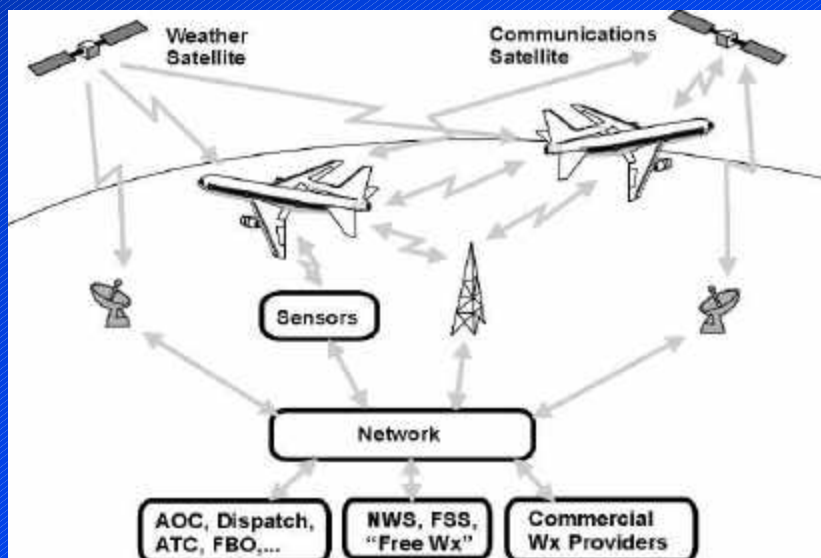 Weather
Satellite
Communications
Satellite
Sensors
Network
AOC, Dispatch,
ATC, FBO,...
NWS, FSS,
"Free Wx"
Commercial
Wx Providers